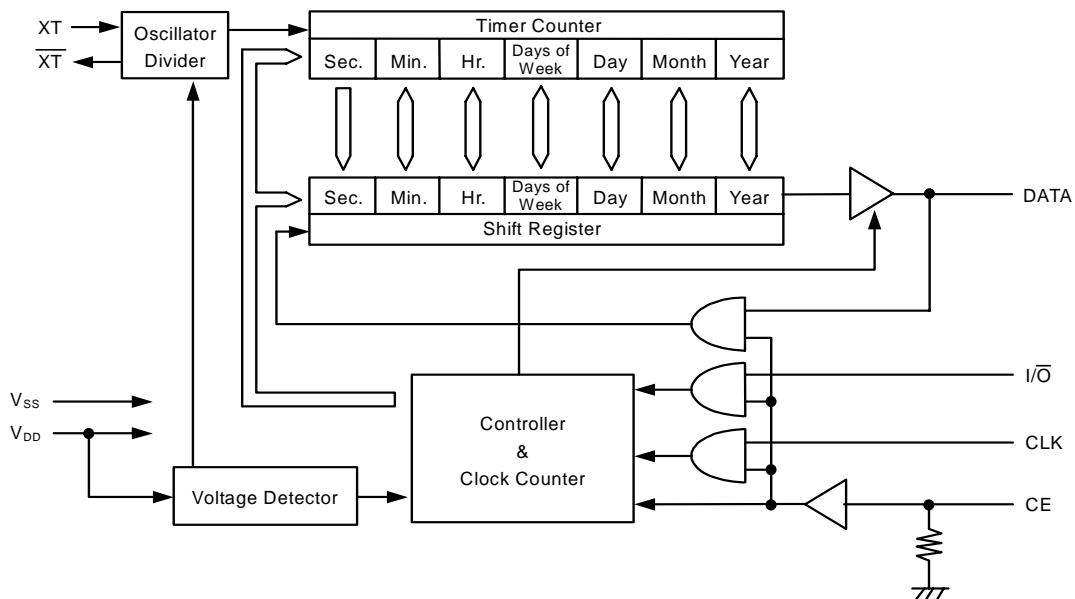 XT
XT
Oscillator
Divider
Timer Counter
Sec. Min. Hr. Days of Week Day Month Year
Sec. Min. Hr. Days of Week Day Month Year
Shift Register
DATA
I/O
CLK
CE
VSS
VDD
Voltage Detector
Controller
&
Clock Counter